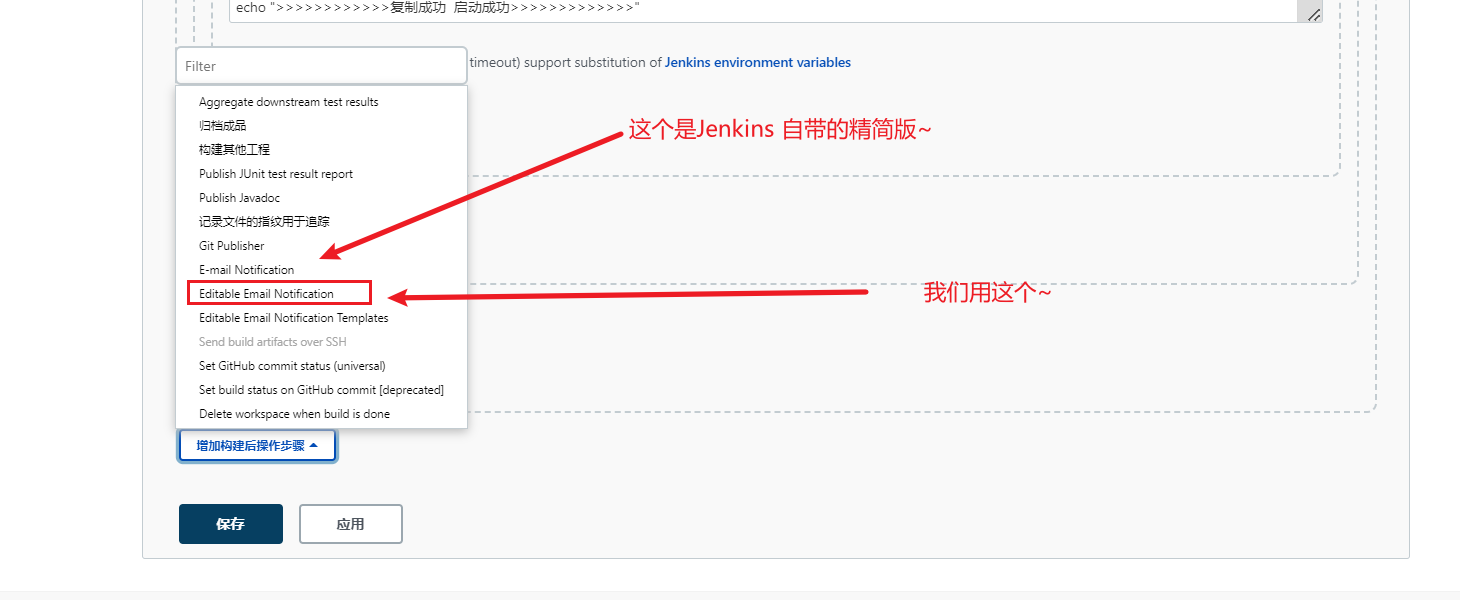 echo ">>>>>>>>>>>>复制成功 启动成功>>>>>>>>>>>>>"
Filter
timeout) support substitution of Jenkins environment variables
Aggregate downstream test results
归档成品
这个是Jenkins 自带的精简版~
构建其他工程
Publish JUnit test result report
Publish Javadoc
记录文件的指纹用于追踪
Git Publisher
E-mail Notification
Editable Email Notification
我们用这个~
Editable Email Notification Templates
Send build artifacts over SSH
Set GitHub commit status (universal)
Set build status on GitHub commit [deprecated]
Delete workspace when build is done
增加构建后操作步骤
保存
应用